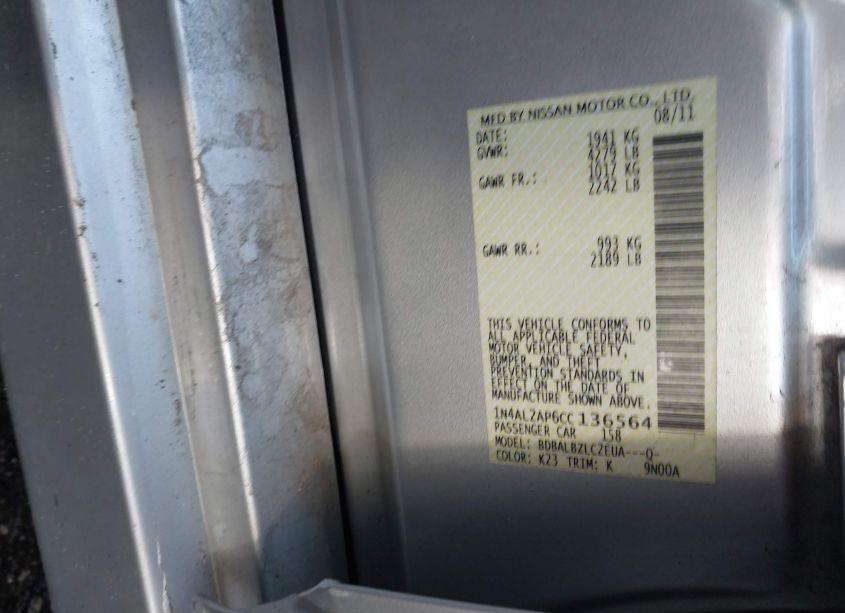 MFD BY NISSAN MOTOR CO., LTD.
DATE: 08/11
GVWR: 1941 KG
4279 LB
GAWR FR.: 1017 KG
2242 LB
GAWR RR.: 993 KG
2189 LB
THIS VEHICLE CONFORMS TO
ALL APPLICABLE FEDERAL
MOTOR VEHICLE SAFETY,
BUMPER, AND THEFT
PREVENTION STANDARDS IN
EFFECT ON THE DATE OF
MANUFACTURE SHOWN ABOVE.
1N4AL2AP6CC136564
PASSENGER CAR 158
MODEL: BDBALBZLC2EUA---Q-
COLOR: K23 TRIM: K 9N00A